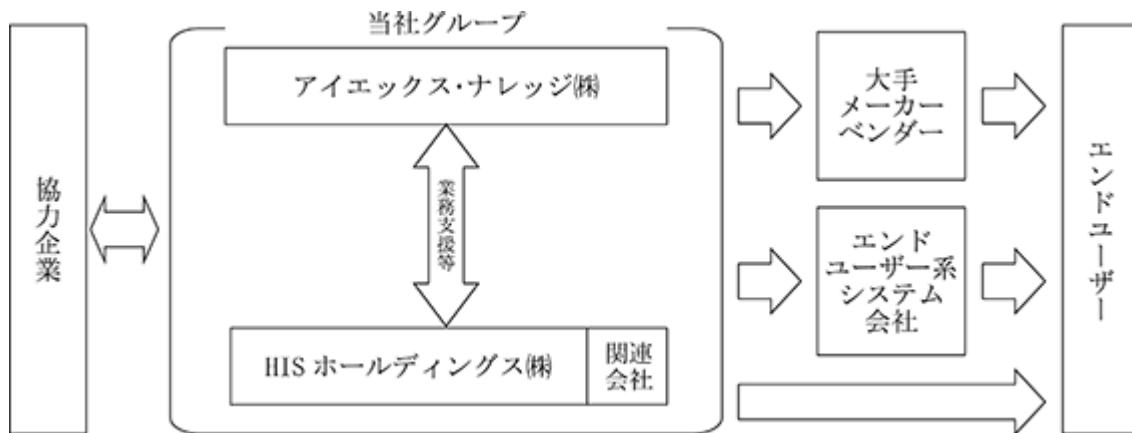 当社グループ
アイエックス・ナレッジ㈱
業務支援等
HISホールディングス㈱
関連
会社
協力企業
大手
メーカー
ベンダー
エンド
ユーザー系
システム
会社
エンドユーザー